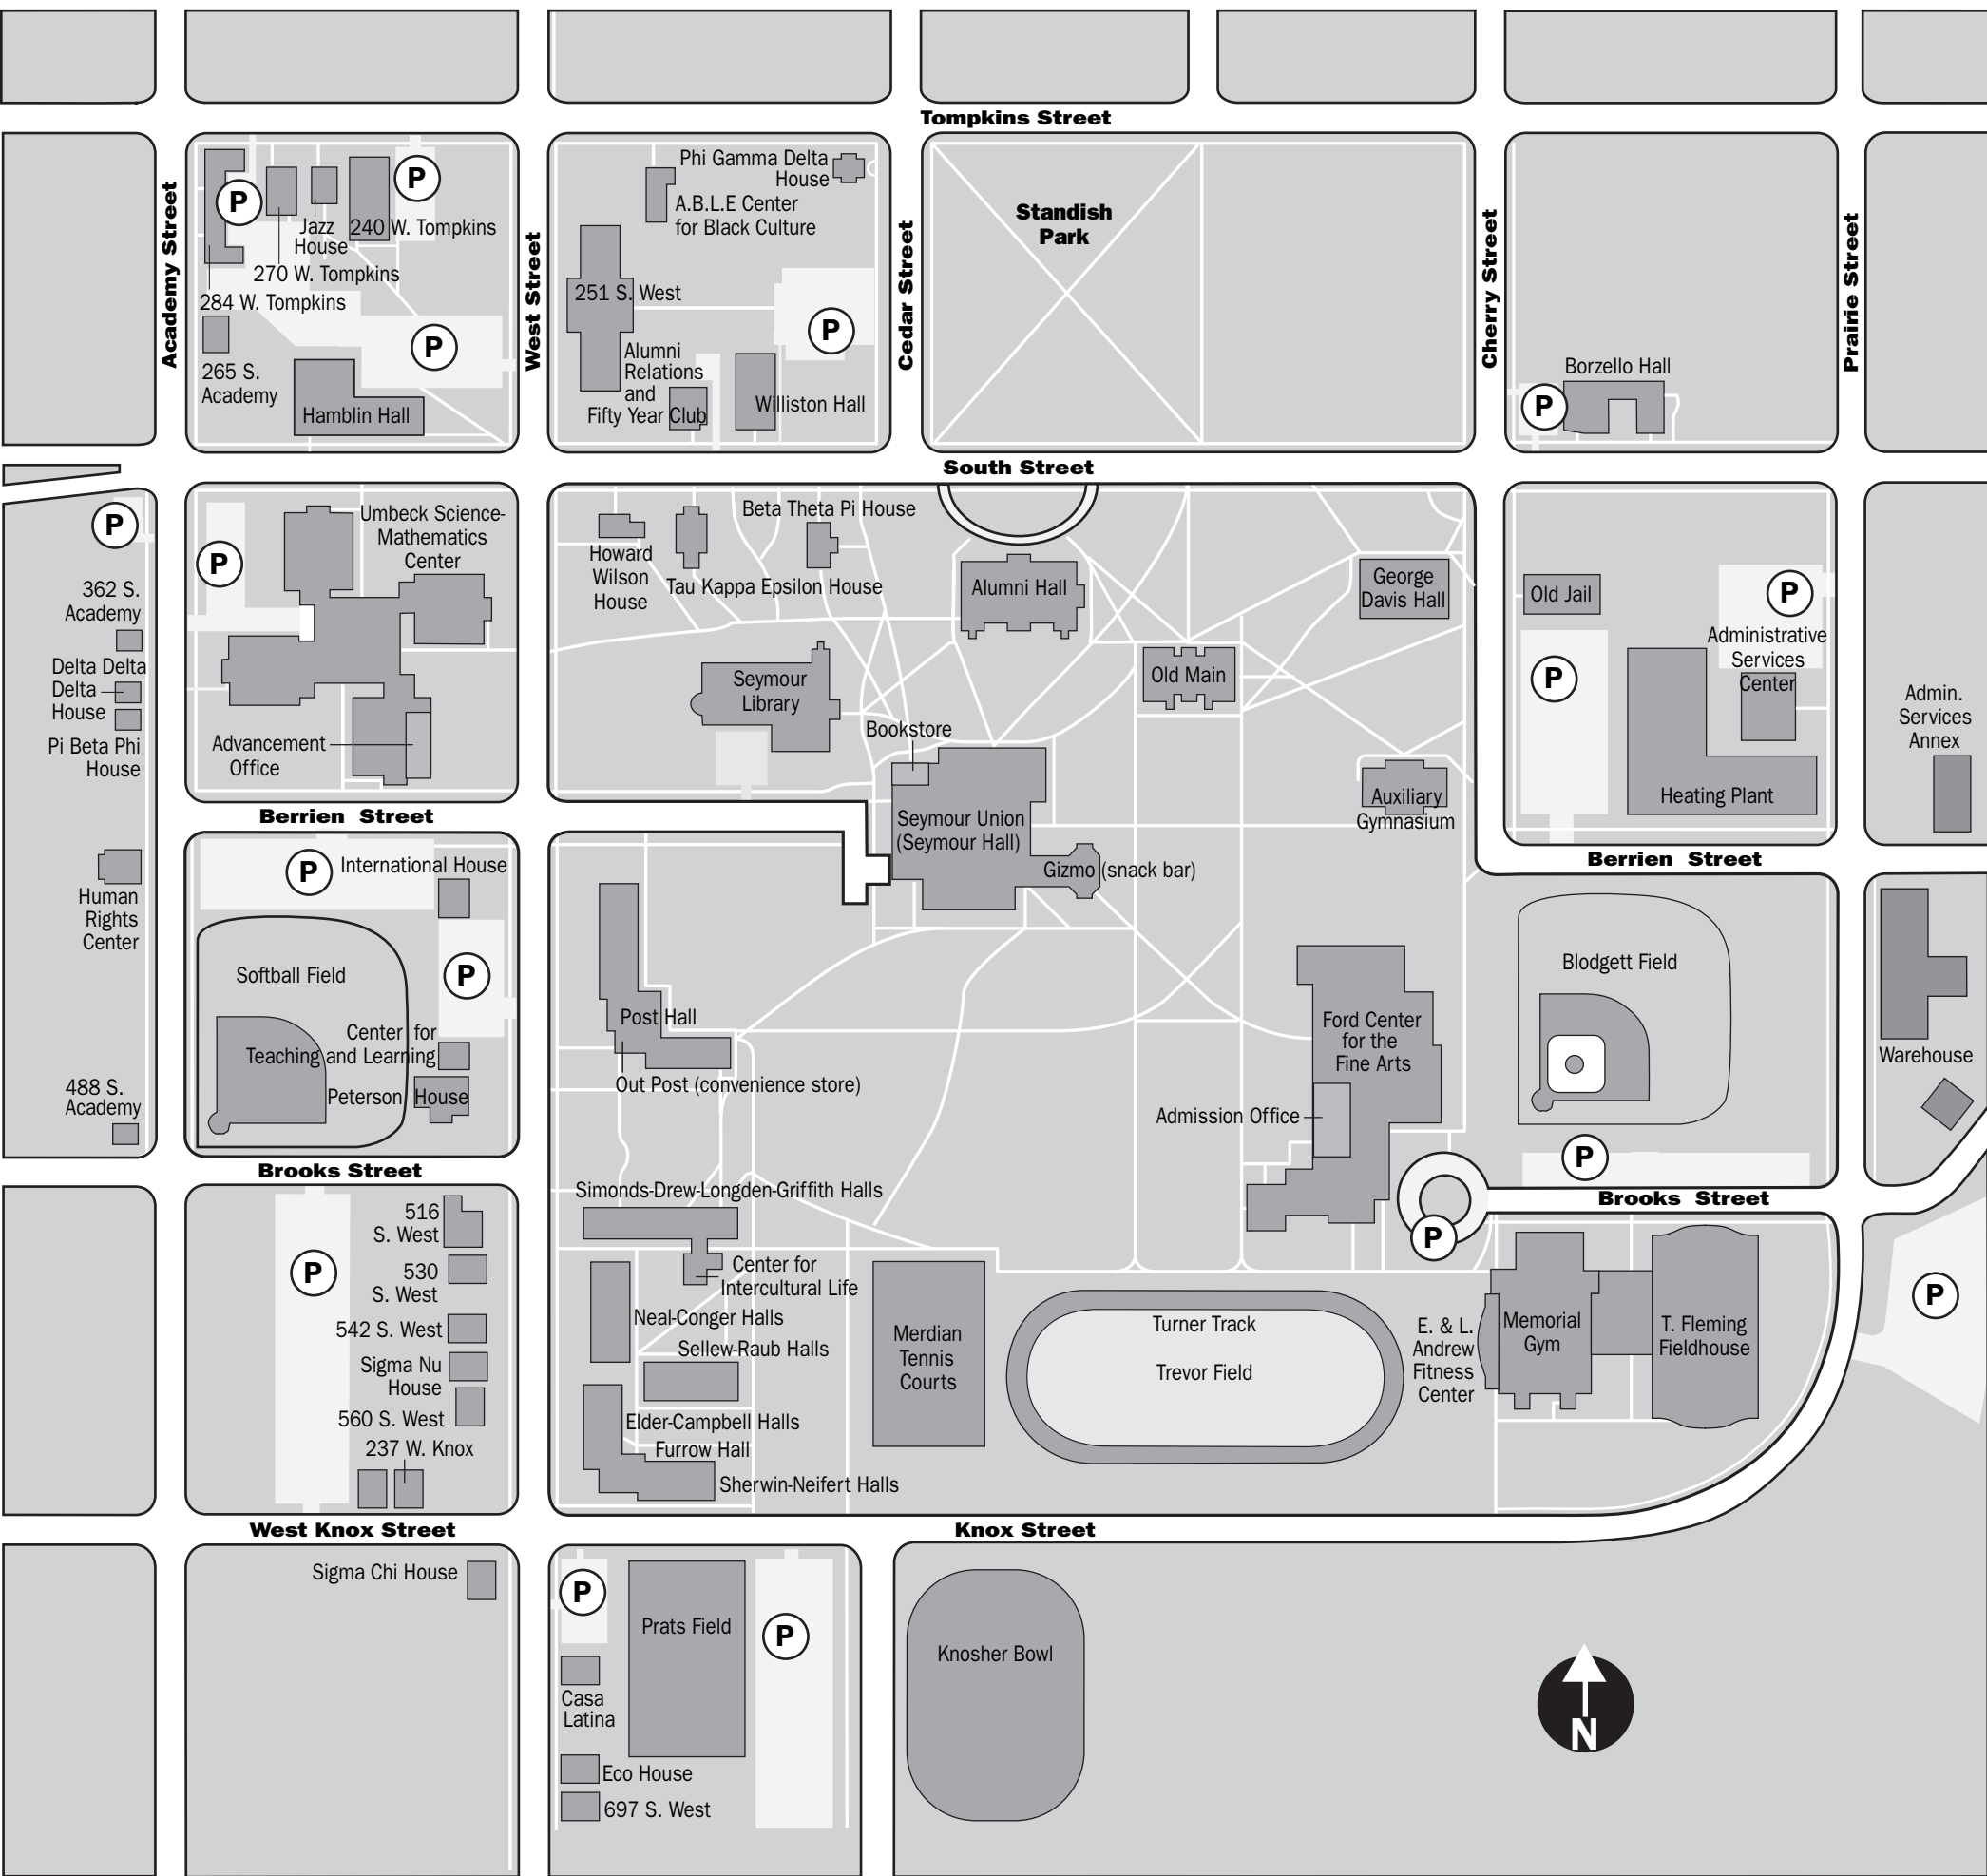 Tompkins Street
Academy Street
West Street
Cedar Street
Cherry Street
Prairie Street
P
P
Jazz
House
240 W. Tompkins
270 W. Tompkins
284 W. Tompkins
P
265 S.
Academy
Hamblin Hall
Phi Gamma Delta
House
A.B.L.E Center
for Black Culture
251 S. West
P
Alumni
Relations
and
Fifty Year Club
Williston Hall
Standish
Park
Borzello Hall
P
South Street
P
362 S.
Academy
Delta Delta
Delta
House
Pi Beta Phi
House
Human
Rights
Center
488 S.
Academy
P
Umbeck Science-
Mathematics
Center
Advancement
Office
Howard
Wilson
House
Beta Theta Pi House
Tau Kappa Epsilon House
Alumni Hall
George
Davis Hall
Seymour
Library
Old Main
Bookstore
Seymour Union
(Seymour Hall)
Gizmo (snack bar)
Auxiliary
Gymnasium
Old Jail
P
P
Administrative
Services
Center
Heating Plant
Admin.
Services
Annex
Berrien Street
Berrien Street
P
International House
P
Softball Field
Center for
Teaching and Learning
Peterson House
Post Hall
Out Post (convenience store)
Ford Center
for the
Fine Arts
Admission Office
Blodgett Field
P
Warehouse
Brooks Street
Brooks Street
P
P
516
S. West
530
S. West
542 S. West
Sigma Nu
House
560 S. West
237 W. Knox
Simonds-Drew-Longden-Griffith Halls
Center for
Intercultural Life
Neal-Conger Halls
Sellew-Raub Halls
Elder-Campbell Halls
Furrow Hall
Sherwin-Neifert Halls
Merdian
Tennis
Courts
Turner Track
Trevor Field
E. & L.
Andrew
Fitness
Center
Memorial
Gym
T. Fleming
Fieldhouse
P
West Knox Street
Knox Street
Sigma Chi House
P
Prats Field
P
Casa
Latina
Eco House
697 S. West
Knosher Bowl
N